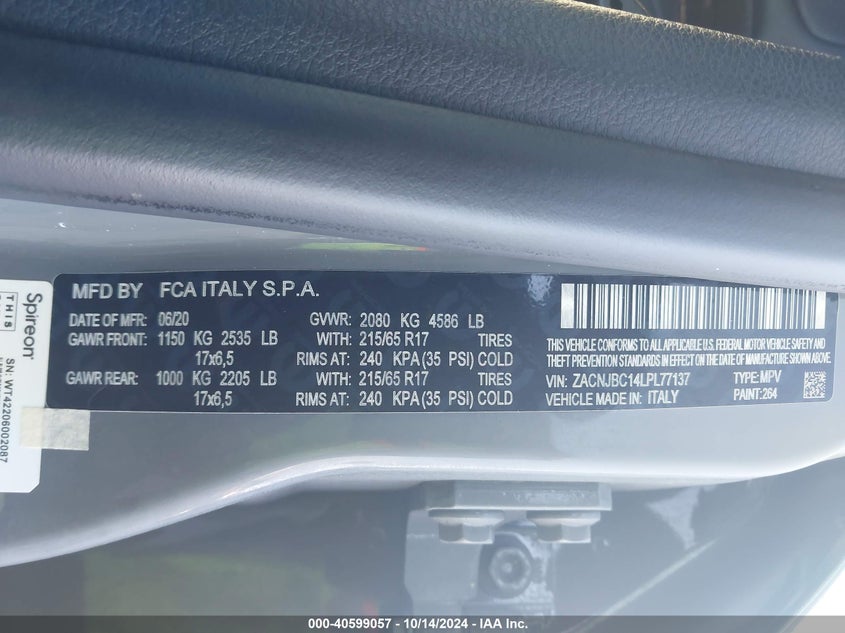 MFD BY FCA ITALY S.P.A.
DATE OF MFR: 06/20 GVWR: 2080 KG 4586 LB
GAWR FRONT: 1150 KG 2535 LB WITH: 215/65 R17 TIRES
17x6,5 RIMS AT: 240 KPA (35 PSI) COLD
GAWR REAR: 1000 KG 2205 LB WITH: 215/65 R17 TIRES
17x6,5 RIMS AT: 240 KPA (35 PSI) COLD
THIS VEHICLE CONFORMS TO ALL APPLICABLE U.S. FEDERAL MOTOR VEHICLE SAFETY, BUMPER, AND
THEFT PREVENTION STANDARDS IN EFFECT ON THE DATE OF MANUFACTURE SHOWN ABOVE.
VIN: ZACNJBC14LPL77137 TYPE: MPV
VEHICLE MADE IN: ITALY PAINT: 264
Spireon
THIS
SN: WT42206002087
000-40599057 - 10/14/2024 - IAA Inc.